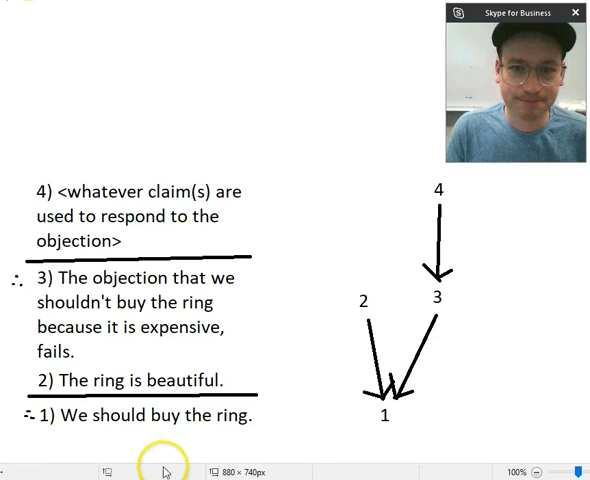 Skype for Business
4) <whatever claim(s) are
used to respond to the
objection>
∴ 3) The objection that we
shouldn't buy the ring
because it is expensive,
fails.
2) The ring is beautiful.
∴ 1) We should buy the ring.
4
2 3
1
880 × 740px
100%